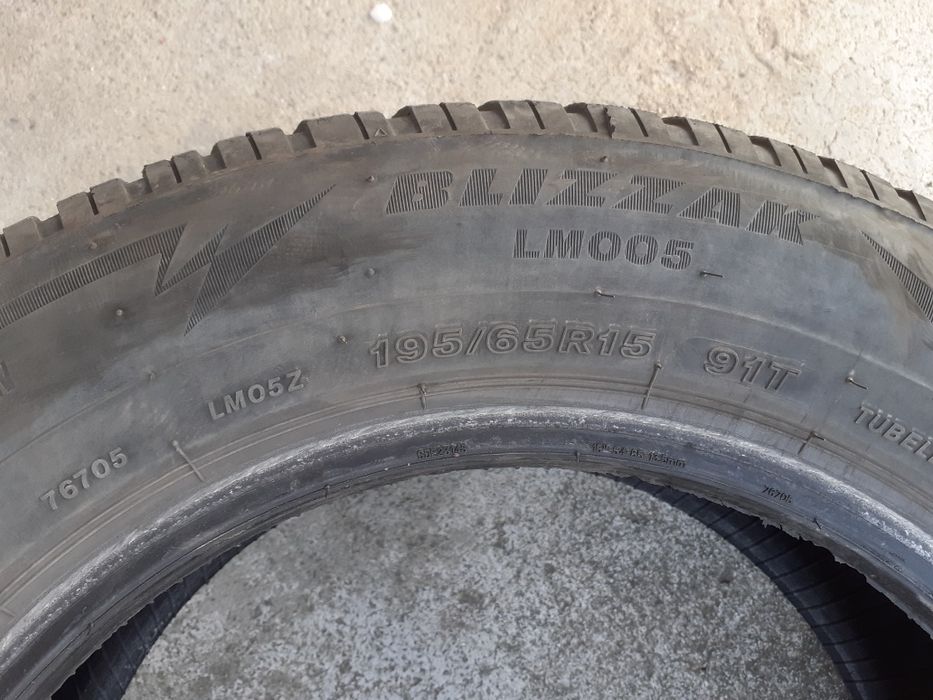 BLIZZAK
LM005
195/65R15 91T
LM05Z
76705
TUBEL